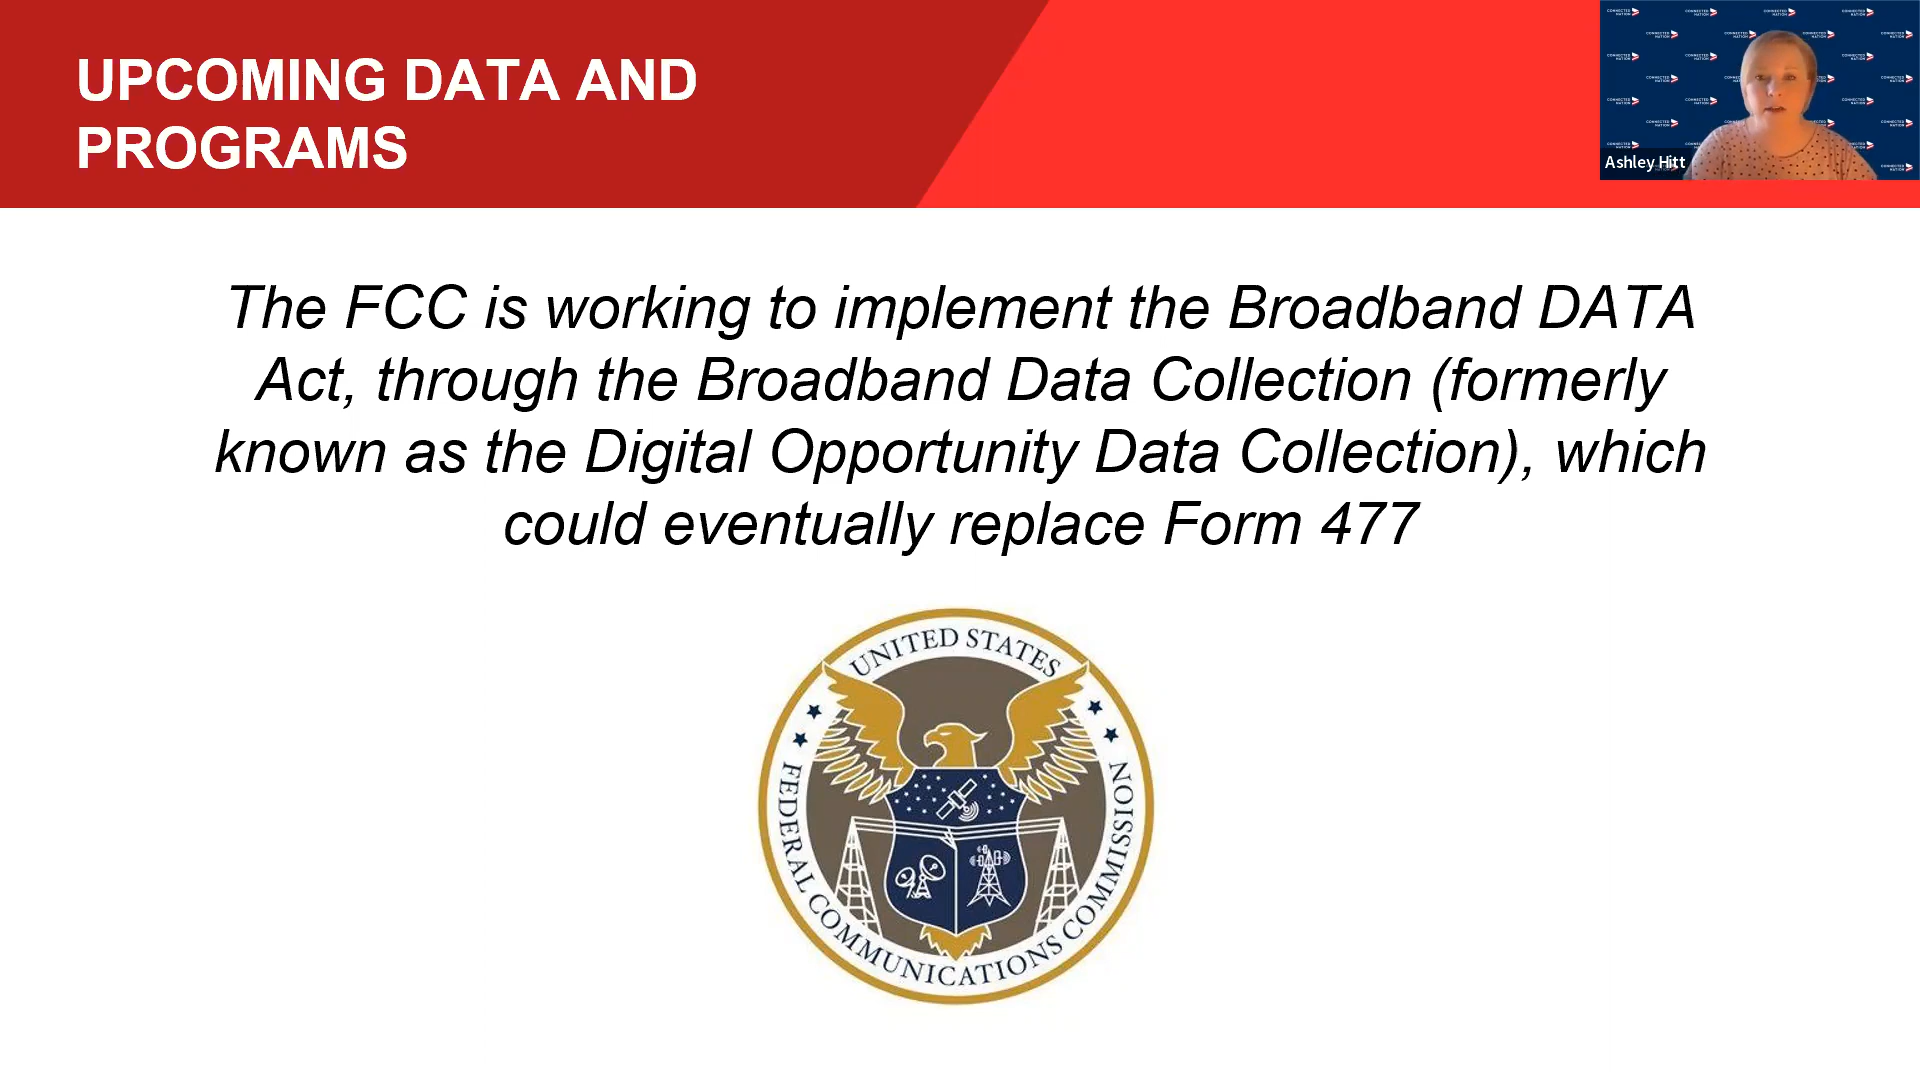 UPCOMING DATA AND
PROGRAMS
CONNECTED NATION
Ashley Hitt
The FCC is working to implement the Broadband DATA
Act, through the Broadband Data Collection (formerly
known as the Digital Opportunity Data Collection), which
could eventually replace Form 477
UNITED STATES
FEDERAL COMMUNICATIONS COMMISSION